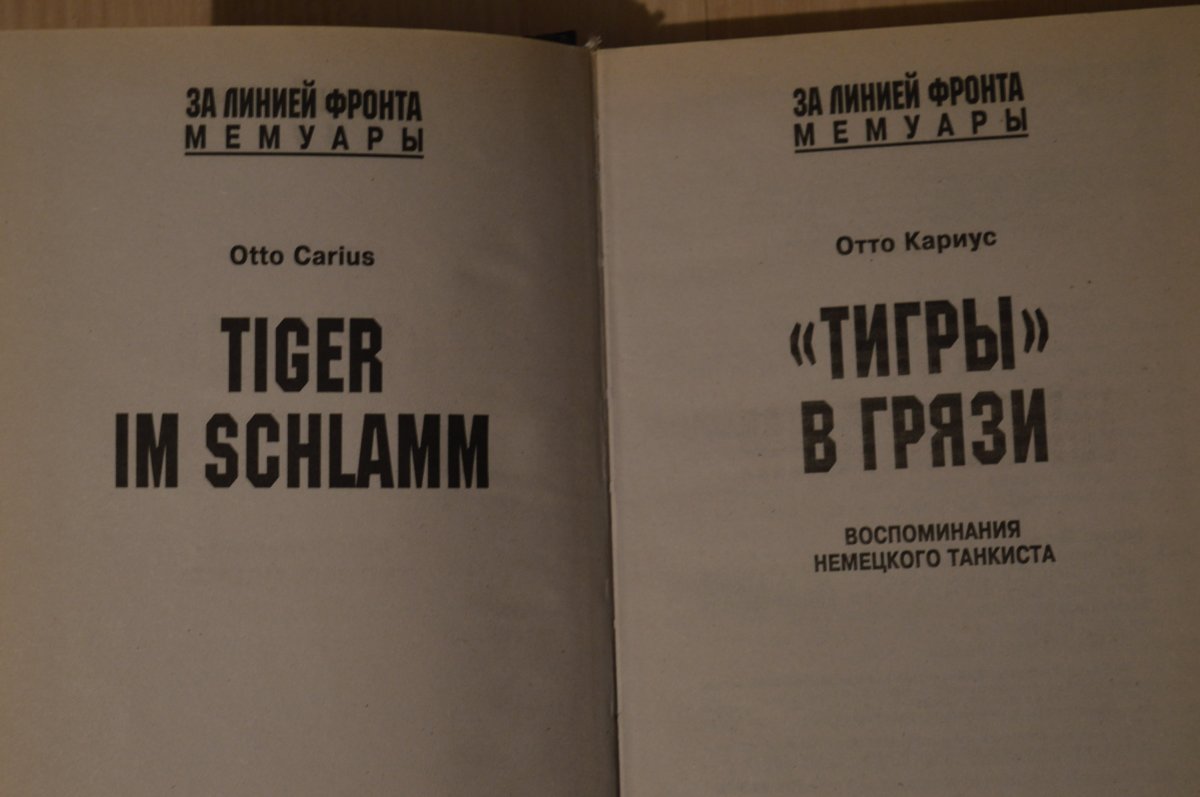 ЗА ЛИНИЕЙ ФРОНТА
МЕМУАРЫ
Otto Carius
TIGER
IM SCHLAMM
ЗА ЛИНИЕЙ ФРОНТА
МЕМУАРЫ
Отто Кариус
«ТИГРЫ»
В ГРЯЗИ
ВОСПОМИНАНИЯ
НЕМЕЦКОГО ТАНКИСТА